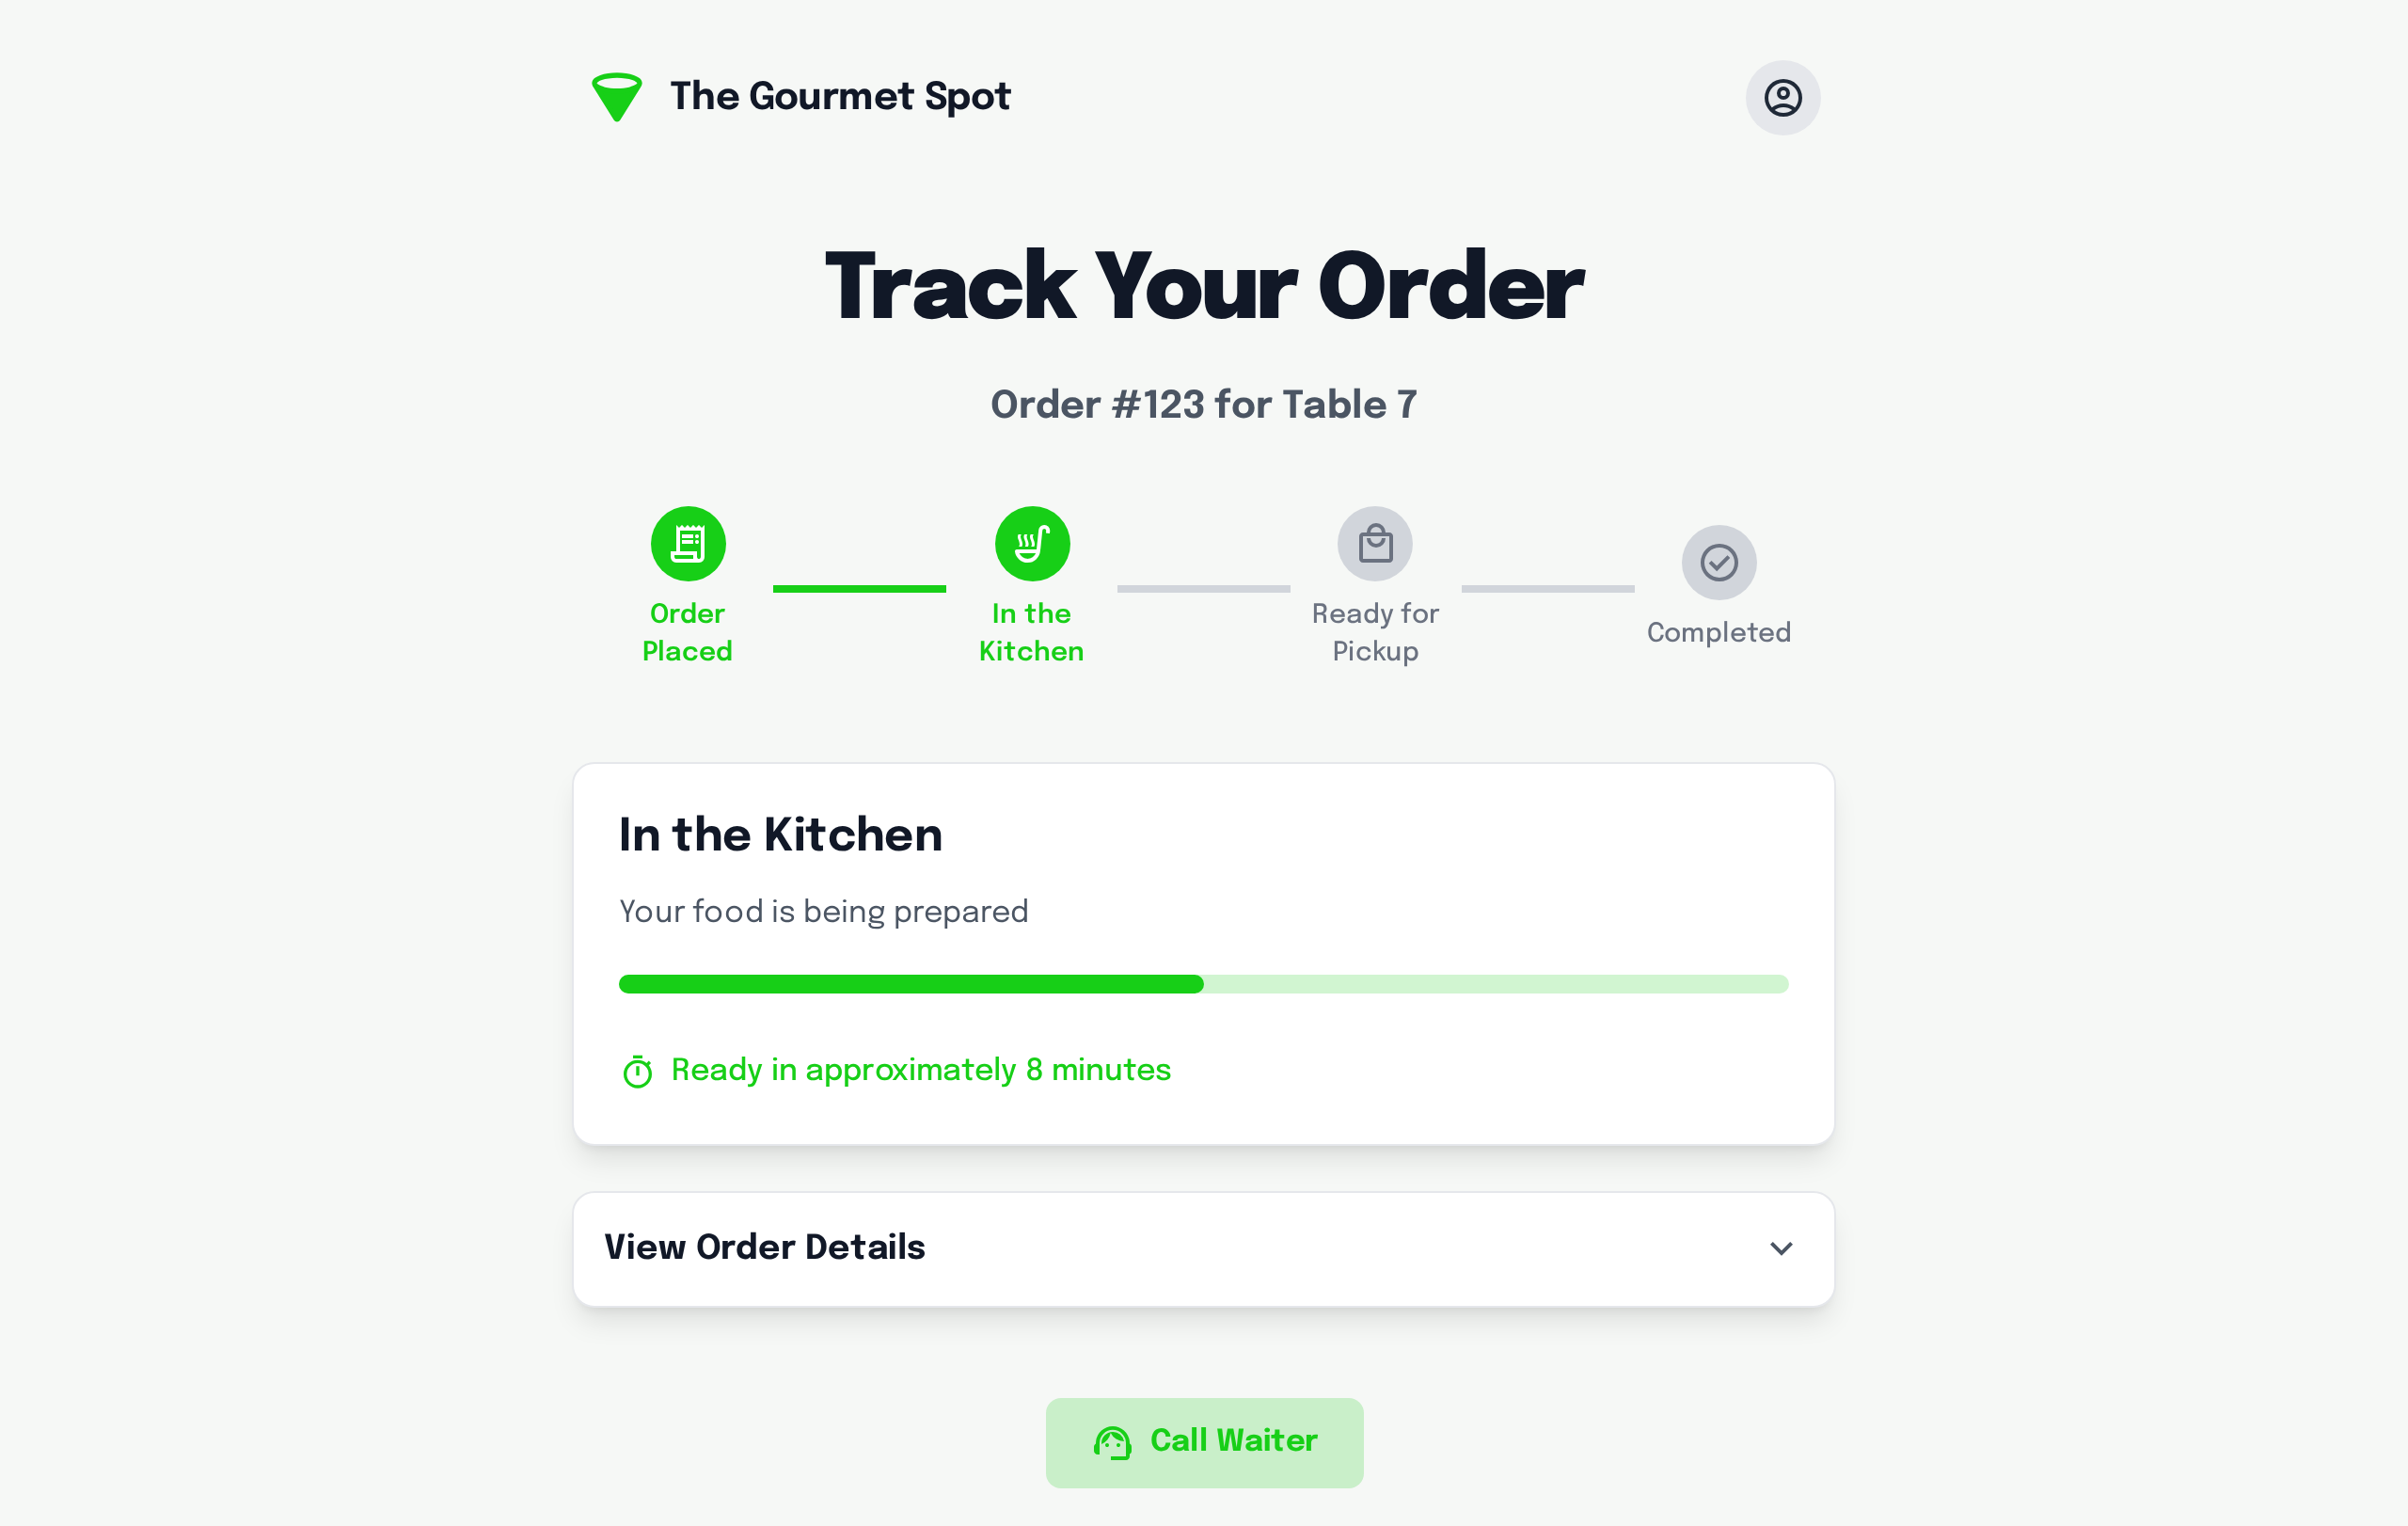 The Gourmet Spot
Track Your Order
Order #123 for Table 7
Order
Placed
In the
Kitchen
Ready for
Pickup
Completed
In the Kitchen
Your food is being prepared
Ready in approximately 8 minutes
View Order Details
Call Waiter